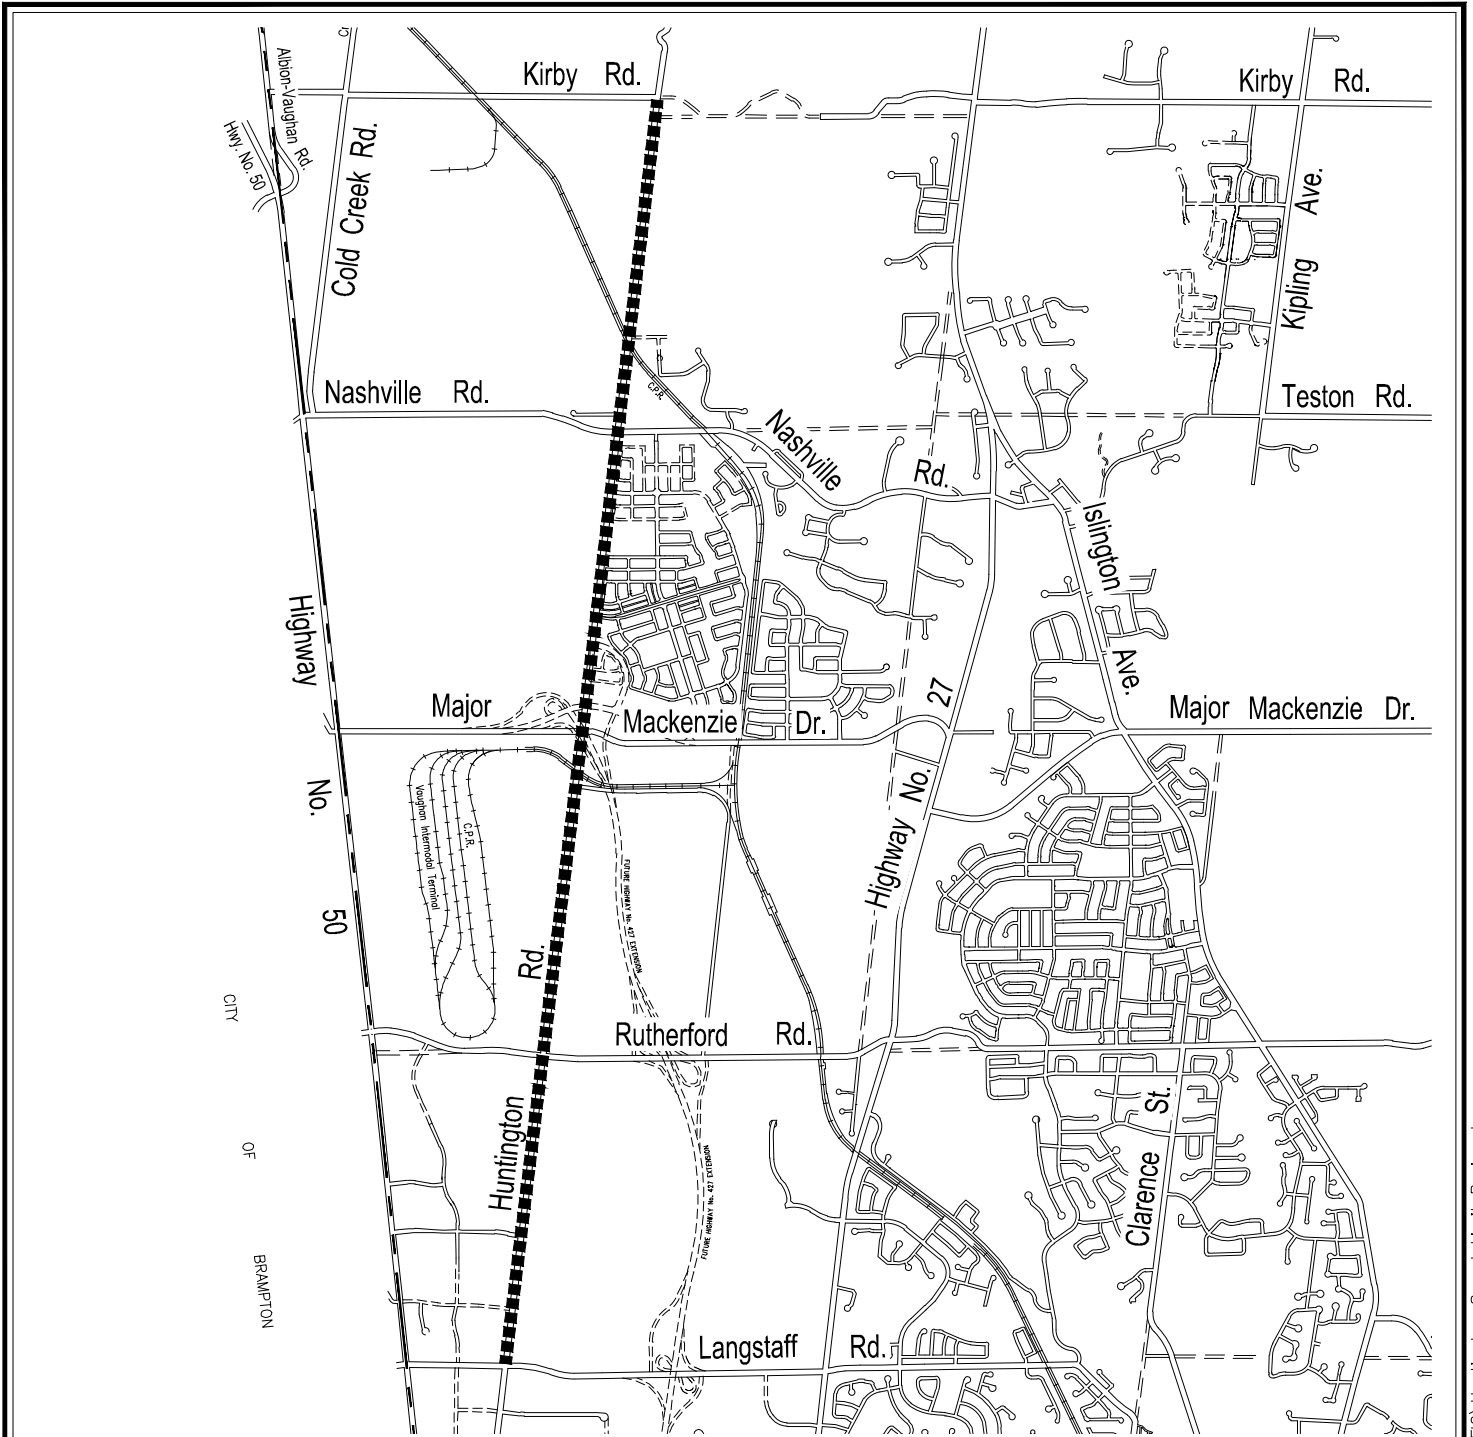 Kirby Rd.
Kirby Rd.
Albion-Vaughan Rd.
Hwy. No. 50
Cold Creek Rd.
Kipling Ave.
Nashville Rd.
C.P.R.
Nashville Rd.
Teston Rd.
Islington Ave.
Highway No. 50
Major Mackenzie Dr.
Major Mackenzie Dr.
Highway No. 27
Vaughan Intermodal Terminal
C.P.R.
FUTURE HIGHWAY No. 427 EXTENSION
Huntington Rd.
Rutherford Rd.
CITY OF BRAMPTON
FUTURE HIGHWAY No. 427 EXTENSION
Clarence St.
Langstaff Rd.